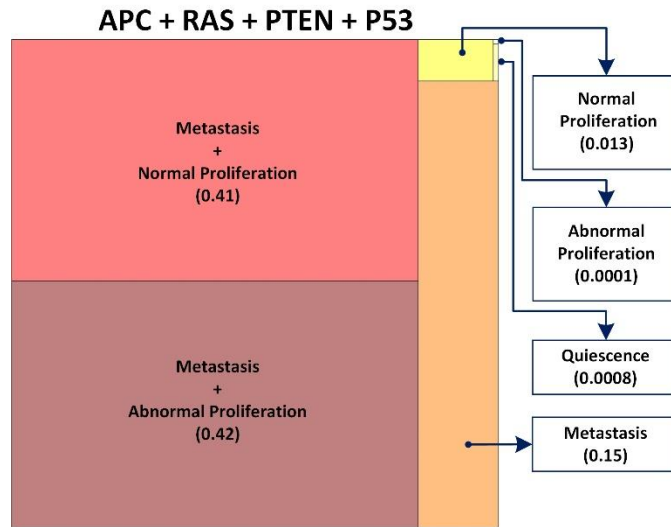 APC + RAS + PTEN + P53
Metastasis
+
Normal Proliferation
(0.41)
Metastasis
+
Abnormal Proliferation
(0.42)
Normal
Proliferation
(0.013)
Abnormal
Proliferation
(0.0001)
Quiescence
(0.0008)
Metastasis
(0.15)